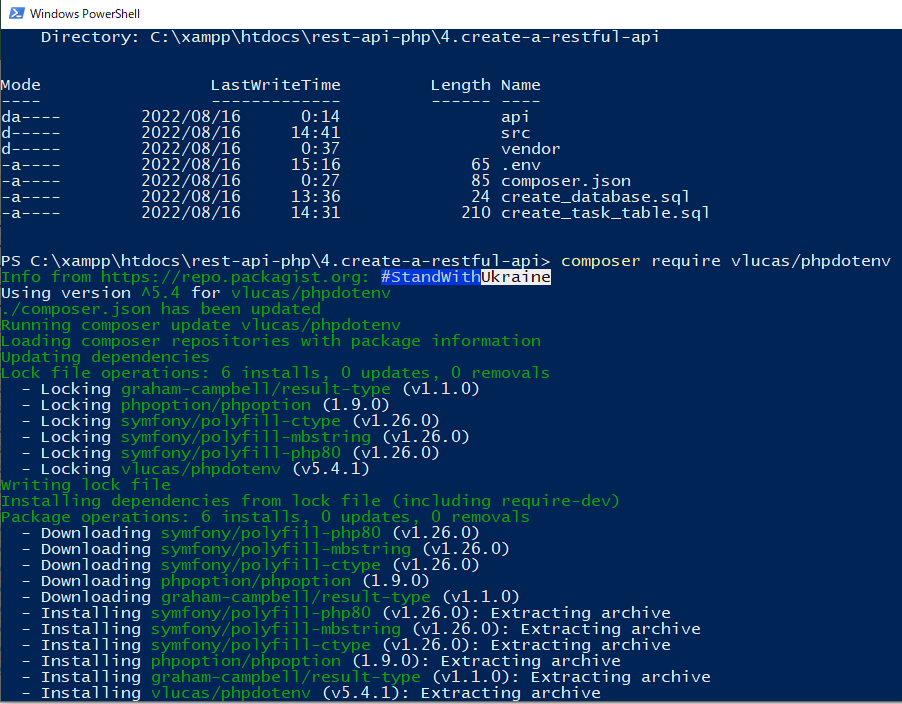 Windows PowerShell
Directory: C:\xampp\htdocs\rest-api-php\4.create-a-restful-api
Mode LastWriteTime Length Name
---- ------------- ------ ----
da---- 2022/08/16 0:14 api
d----- 2022/08/16 14:41 src
d----- 2022/08/16 0:37 vendor
-a---- 2022/08/16 15:16 65 .env
-a---- 2022/08/16 0:27 85 composer.json
-a---- 2022/08/16 13:36 24 create_database.sql
-a---- 2022/08/16 14:31 210 create_task_table.sql
PS C:\xampp\htdocs\rest-api-php\4.create-a-restful-api> composer require vlucas/phpdotenv
Info from https://repo.packagist.org: #StandWithUkraine
Using version ^5.4 for vlucas/phpdotenv
./composer.json has been updated
Running composer update vlucas/phpdotenv
Loading composer repositories with package information
Updating dependencies
Lock file operations: 6 installs, 0 updates, 0 removals
- Locking graham-campbell/result-type (v1.1.0)
- Locking phpoption/phpoption (1.9.0)
- Locking symfony/polyfill-ctype (v1.26.0)
- Locking symfony/polyfill-mbstring (v1.26.0)
- Locking symfony/polyfill-php80 (v1.26.0)
- Locking vlucas/phpdotenv (v5.4.1)
Writing lock file
Installing dependencies from lock file (including require-dev)
Package operations: 6 installs, 0 updates, 0 removals
- Downloading symfony/polyfill-php80 (v1.26.0)
- Downloading symfony/polyfill-mbstring (v1.26.0)
- Downloading symfony/polyfill-ctype (v1.26.0)
- Downloading phpoption/phpoption (1.9.0)
- Downloading graham-campbell/result-type (v1.1.0)
- Installing symfony/polyfill-php80 (v1.26.0): Extracting archive
- Installing symfony/polyfill-mbstring (v1.26.0): Extracting archive
- Installing symfony/polyfill-ctype (v1.26.0): Extracting archive
- Installing phpoption/phpoption (1.9.0): Extracting archive
- Installing graham-campbell/result-type (v1.1.0): Extracting archive
- Installing vlucas/phpdotenv (v5.4.1): Extracting archive